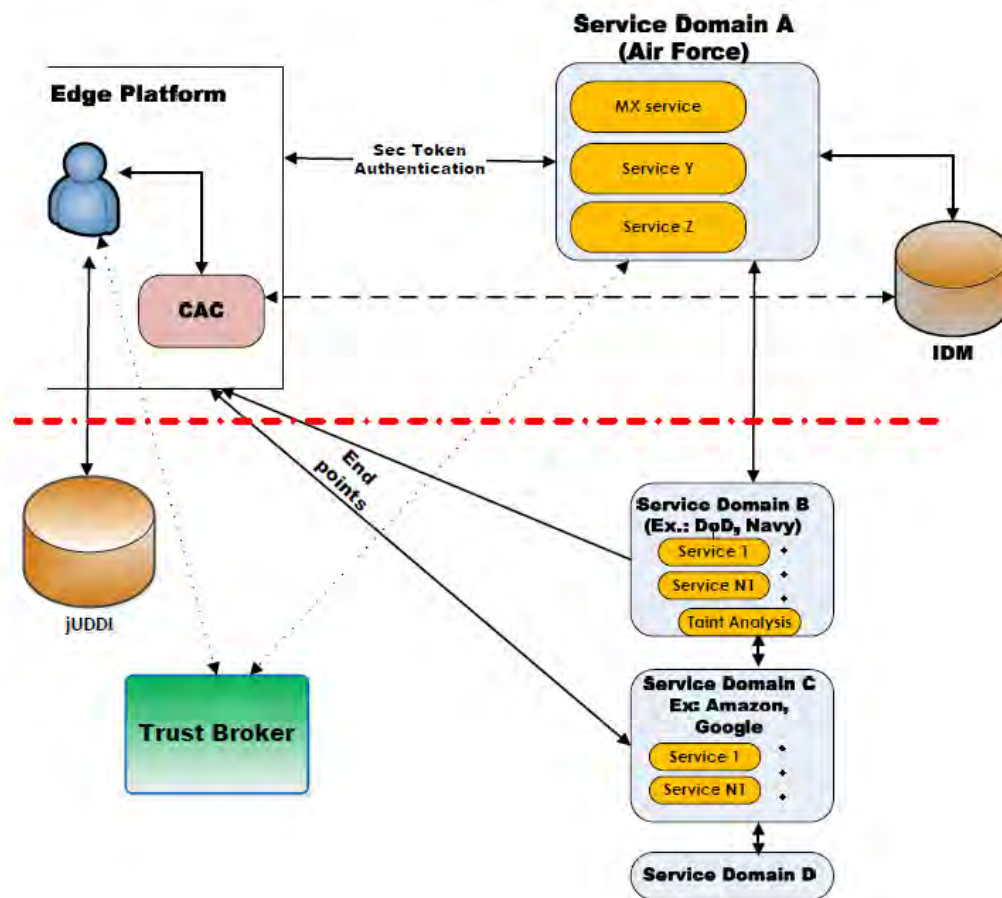 Service Domain A
(Air Force)
Edge Platform
MX service
Sec Token
Authentication
Service Y
Service Z
CAC
IDM
End
points
Service Domain B
(Ex.: DoD, Navy)
Service 1
Service N1
Taint Analysis
jUDDI
Service Domain C
Ex: Amazon,
Google
Trust Broker
Service 1
Service N1
Service Domain D